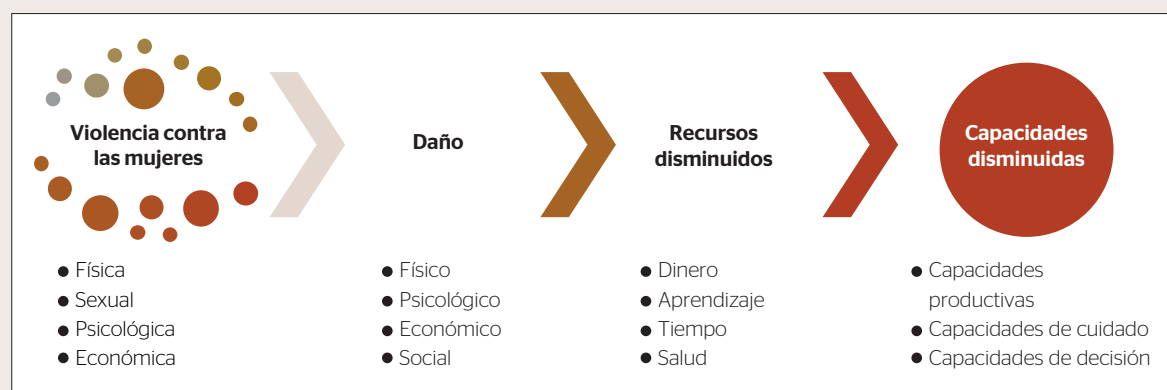 Violencia contra
las mujeres
Daño
Recursos
disminuidos
Capacidades
disminuidas
● Física
● Sexual
● Psicológica
● Económica
● Físico
● Psicológico
● Económico
● Social
● Dinero
● Aprendizaje
● Tiempo
● Salud
● Capacidades
productivas
● Capacidades de cuidado
● Capacidades de decisión